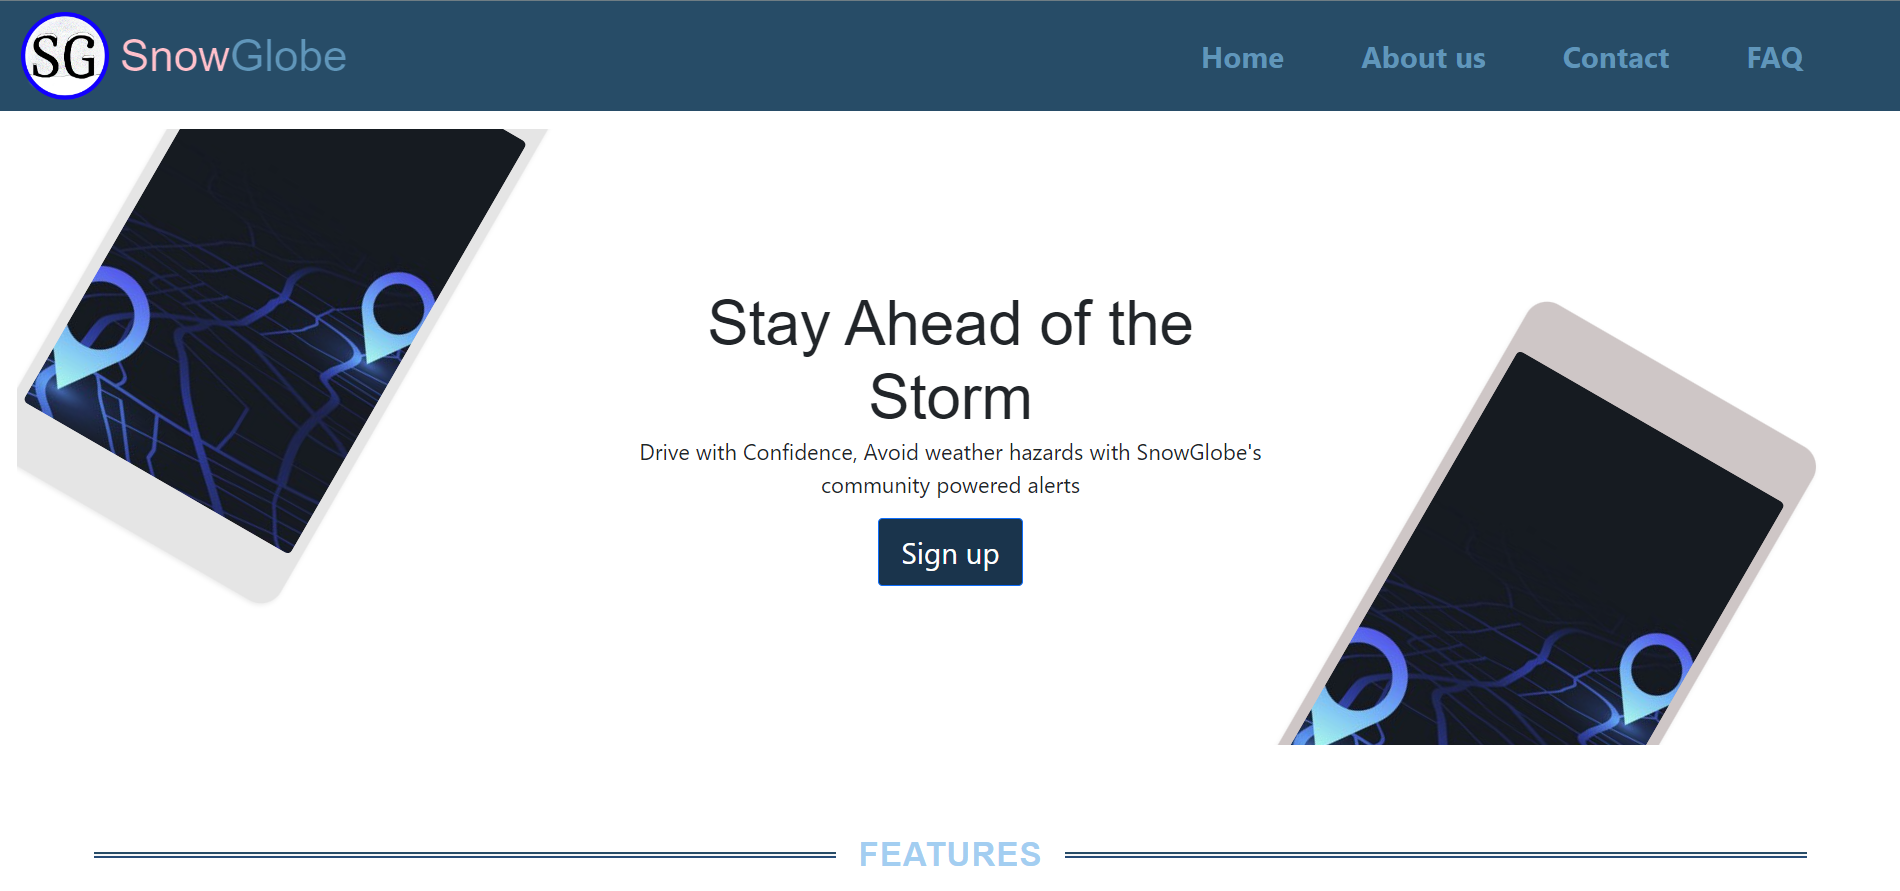 SG SnowGlobe Home About us Contact FAQ
Stay Ahead of the
Storm
Drive with Confidence, Avoid weather hazards with SnowGlobe's
community powered alerts
Sign up
FEATURES